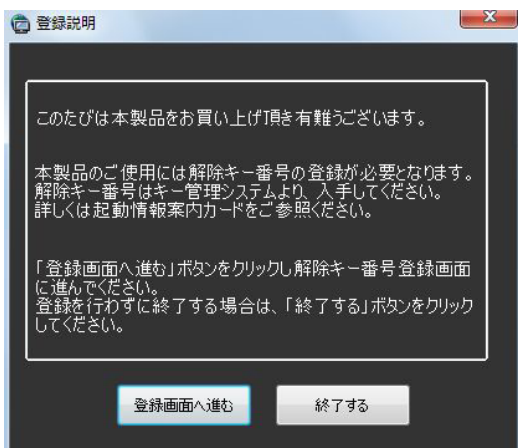 登録説明
このたびは本製品をお買い上げ頂き有難うございます。
本製品のご使用には解除キー番号の登録が必要となります。
解除キー番号はキー管理システムより、入手してください。
詳しくは起動情報案内カードをご参照ください。
「登録画面へ進む」ボタンをクリックし解除キー番号登録画面
に進んでください。
登録を行わずに終了する場合は、「終了する」ボタンをクリック
してください。
登録画面へ進む
終了する